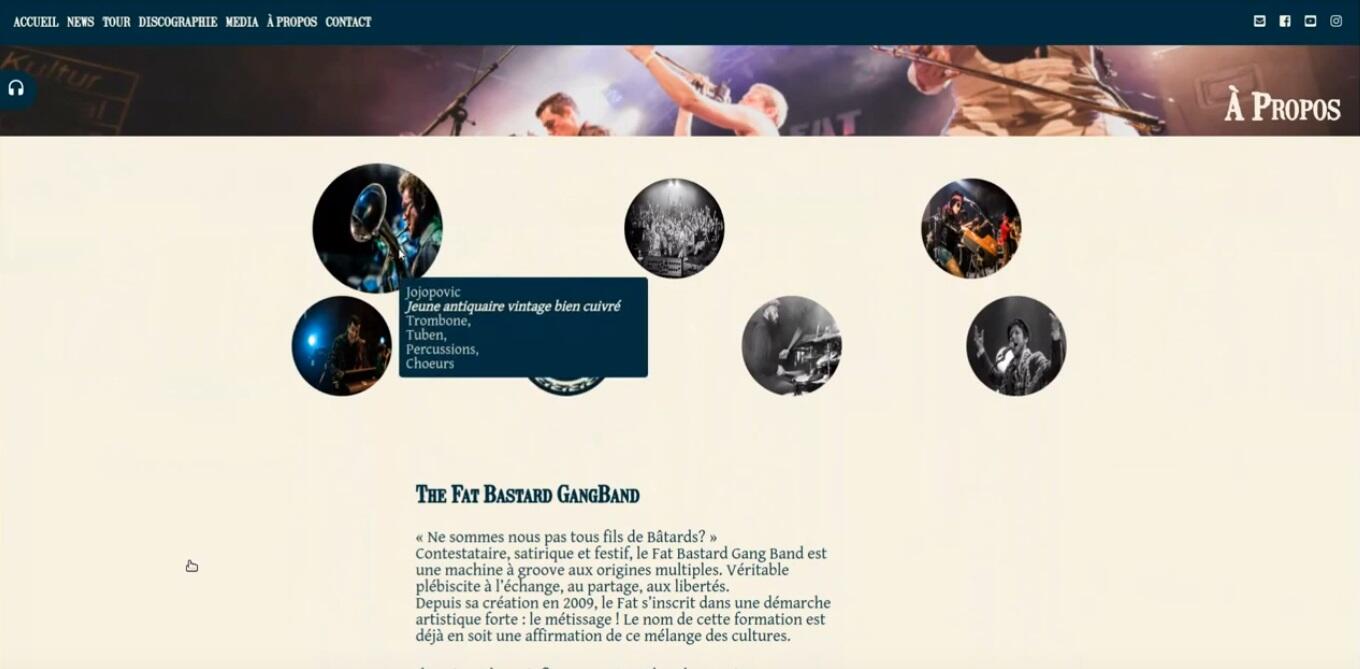 ACCUEIL NEWS TOUR DISCOGRAPHIE MEDIA À PROPOS CONTACT
Kultur
FAT
À Propos
Jojopovic
Jeune antiquaire vintage bien cuivré
Trombone,
Tuben,
Percussions,
Choeurs
The Fat Bastard GangBand
« Ne sommes nous pas tous fils de Bâtards? »
Contestataire, satirique et festif, le Fat Bastard Gang Band est
une machine à groove aux origines multiples. Véritable
plébiscite à l'échange, au partage, aux libertés.
Depuis sa création en 2009, le Fat s'inscrit dans une démarche
artistique forte : le métissage ! Le nom de cette formation est
déjà en soit une affirmation de ce mélange des cultures.